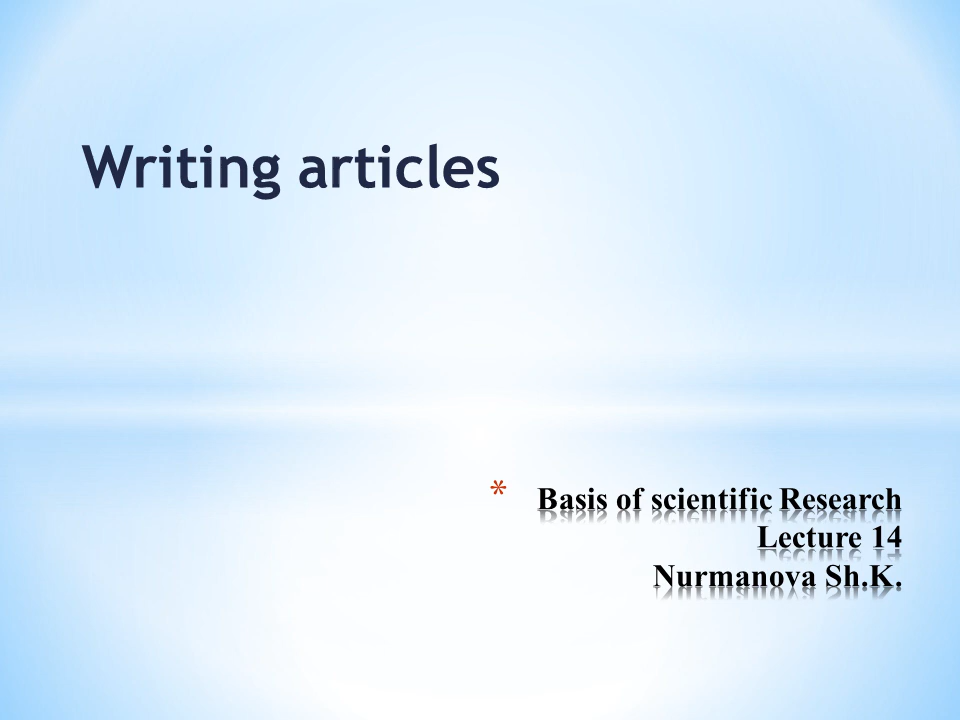 Writing articles
* Basis of scientific Research
Lecture 14
Nurmanova Sh.K.